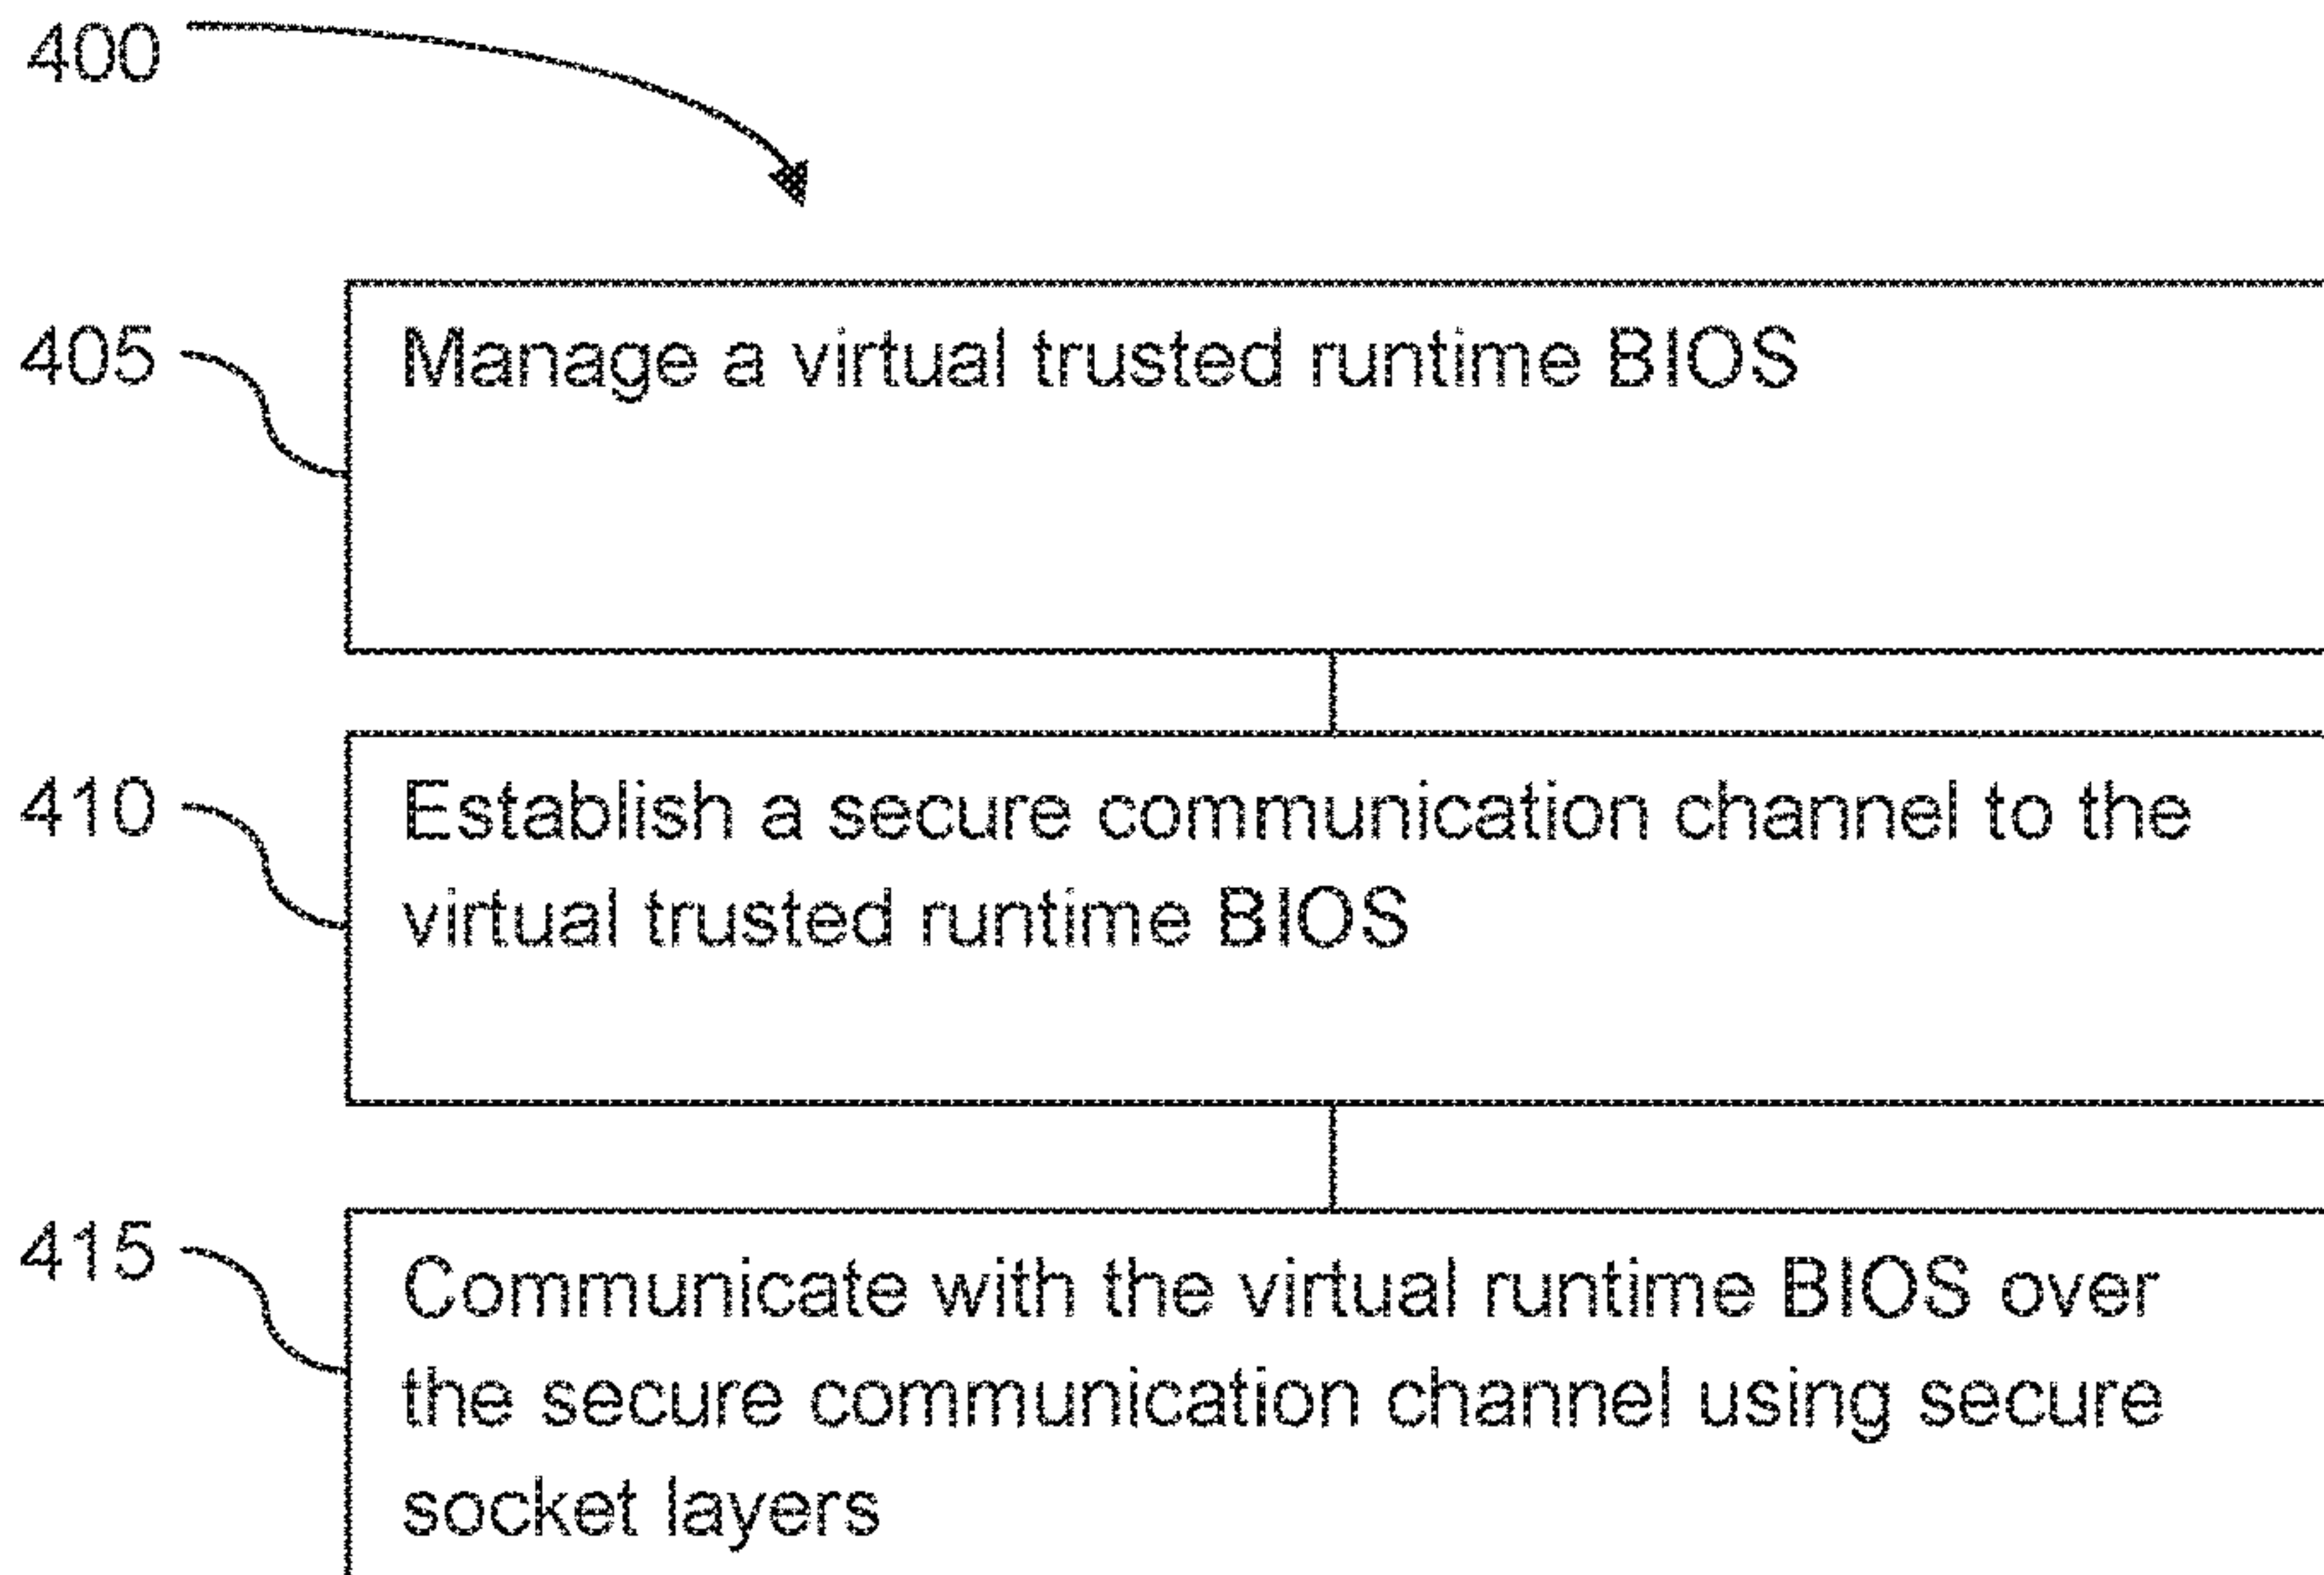 400
405
Manage a virtual trusted runtime BIOS
410
Establish a secure communication channel to the
virtual trusted runtime BIOS
415
Communicate with the virtual runtime BIOS over
the secure communication channel using secure
socket layers